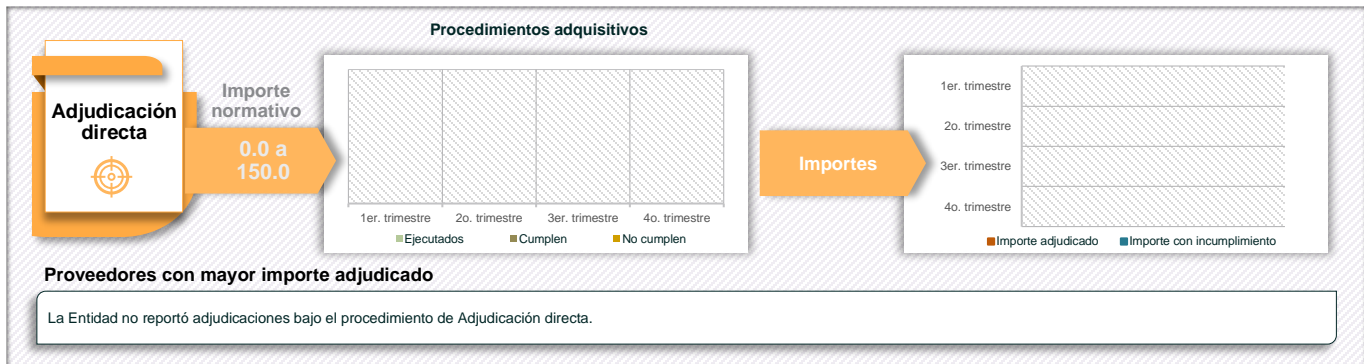 Procedimientos adquisitivos
Adjudicación
directa
Importe
normativo
0.0 a
150.0
1er. trimestre 2o. trimestre 3er. trimestre 4o. trimestre
Ejecutados Cumplen No cumplen
Importes
1er. trimestre
2o. trimestre
3er. trimestre
4o. trimestre
Importe adjudicado Importe con incumplimiento
Proveedores con mayor importe adjudicado
La Entidad no reportó adjudicaciones bajo el procedimiento de Adjudicación directa.